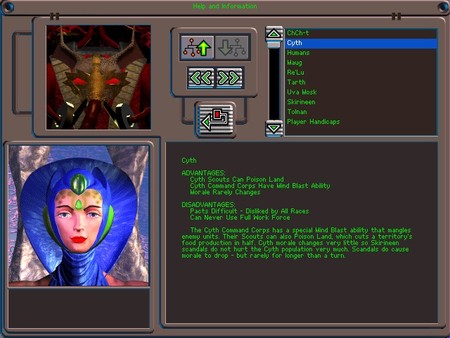 Help and Information
ChCh-t
Cyth
Humans
Maug
Re'Lu
Tarth
Uva Mosk
Skirineen
Tolnan
Player Handicaps
Cyth
ADVANTAGES:
Cyth Scouts Can Poison Land
Cyth Command Corps Have Mind Blast Ability
Morale Rarely Changes
DISADVANTAGES:
Pacts Difficult - Disliked by All Races
Can Never Use Full Work Force
The Cyth Command Corps has a special Mind Blast ability that mangles
enemy units. Their Scouts can also Poison Land, which cuts a territory's
food production in half. Cyth morale changes very little so Skirineen
scandals do not hurt the Cyth population very much. Scandals do cause
morale to drop - but rarely for longer than a turn.